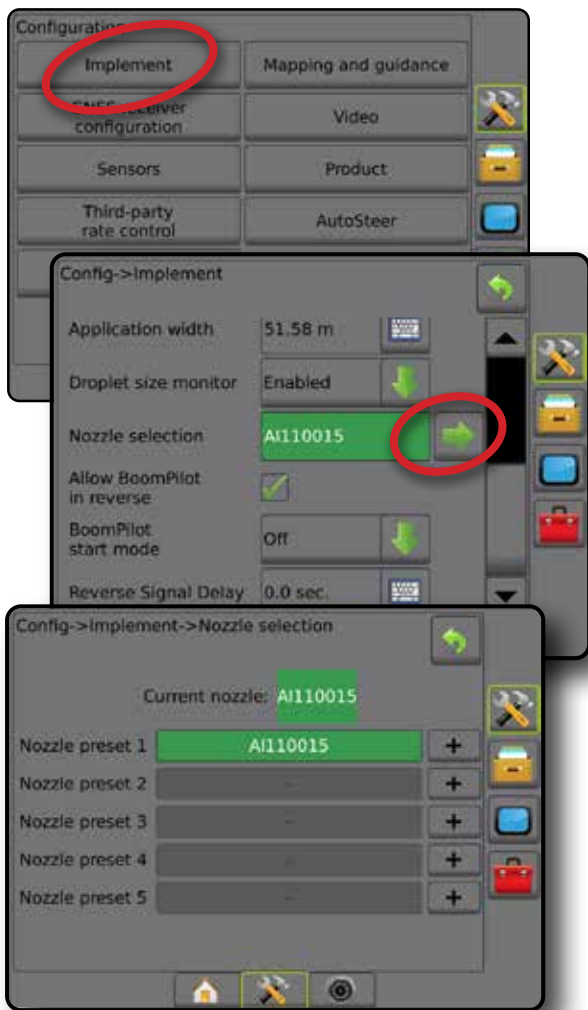 Configuration
Implement
Mapping and guidance
GNSS receiver
configuration
Video
Sensors
Product
Third-party
rate control
AutoSteer
Config->Implement
Application width
51.58 m
Droplet size monitor
Enabled
Nozzle selection
AI110015
Allow BoomPilot
in reverse
BoomPilot
start mode
Off
Reverse Signal Delay
0.0 sec.
Config->Implement->Nozzle selection
Current nozzle: AI110015
Nozzle preset 1
AI110015
+
Nozzle preset 2
-
+
Nozzle preset 3
-
+
Nozzle preset 4
-
+
Nozzle preset 5
-
+